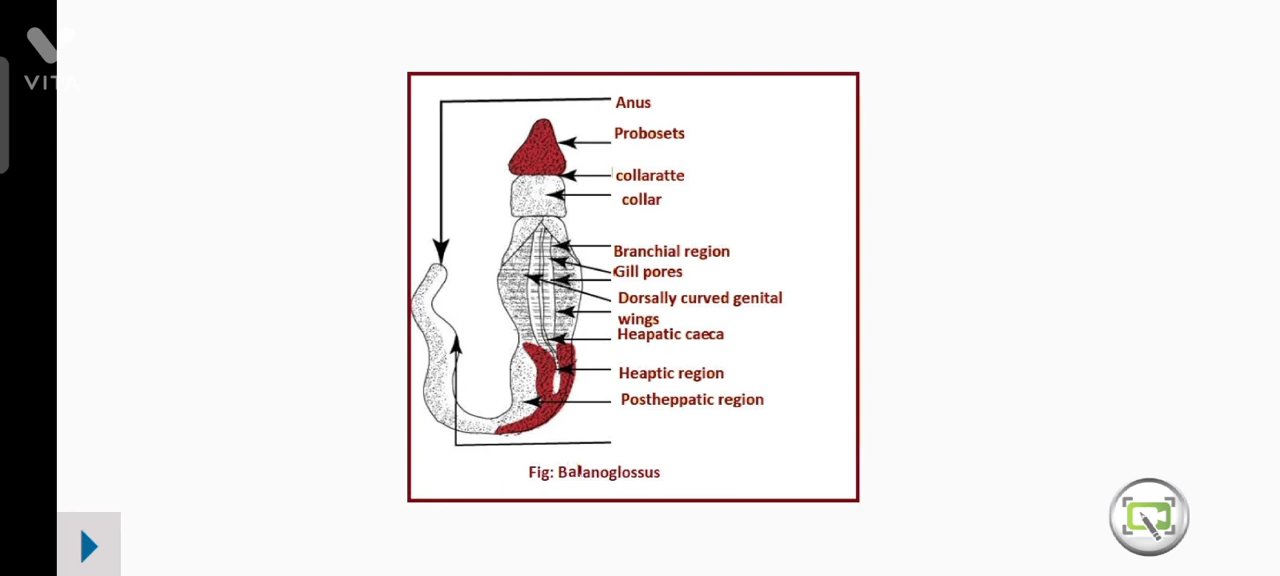 VITA
Anus
Probosets
collaratte
collar
Branchial region
Gill pores
Dorsally curved genital
wings
Heapatic caeca
Heaptic region
Postheppatic region
Fig: Balanoglossus